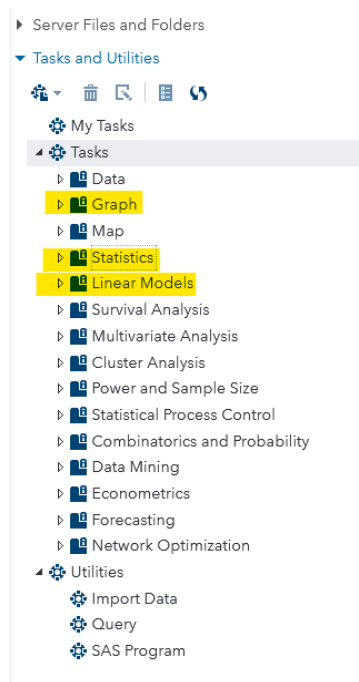 Server Files and Folders
Tasks and Utilities
My Tasks
Tasks
Data
Graph
Map
Statistics
Linear Models
Survival Analysis
Multivariate Analysis
Cluster Analysis
Power and Sample Size
Statistical Process Control
Combinatorics and Probability
Data Mining
Econometrics
Forecasting
Network Optimization
Utilities
Import Data
Query
SAS Program